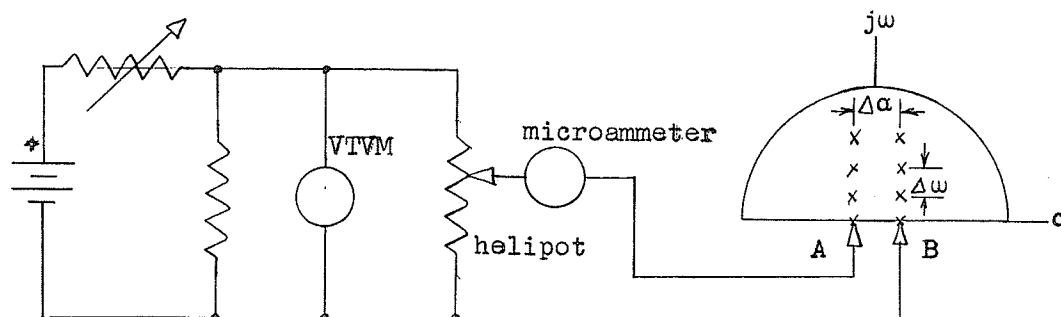 jω
Δα
microammeter
VTVM
Δω
helipot
A
B